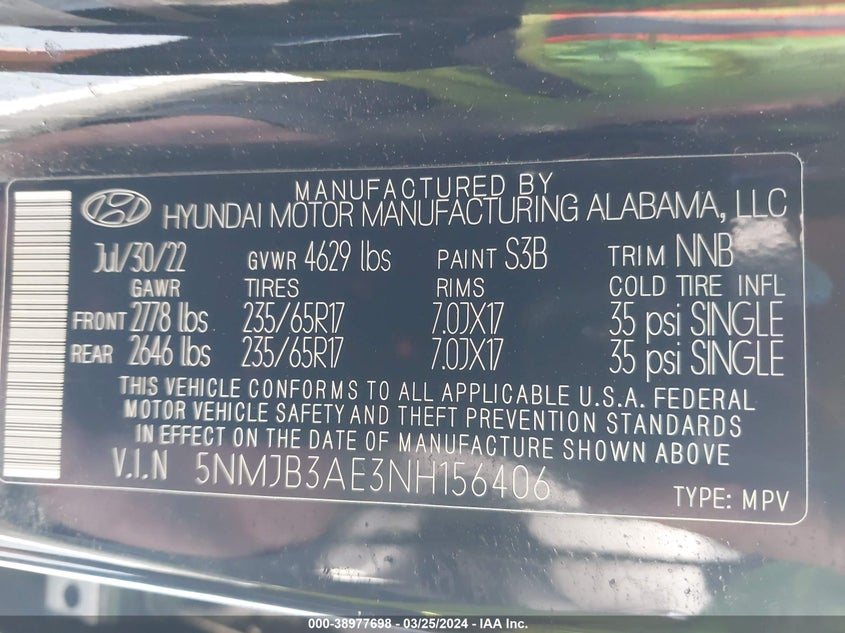 MANUFACTURED BY
HYUNDAI MOTOR MANUFACTURING ALABAMA, LLC
Jul/30/22 GVWR 4629 lbs PAINT S3B TRIM NNB
GAWR TIRES RIMS COLD TIRE INFL
FRONT 2778 lbs 235/65R17 7.0JX17 35 psi SINGLE
REAR 2646 lbs 235/65R17 7.0JX17 35 psi SINGLE
THIS VEHICLE CONFORMS TO ALL APPLICABLE U.S.A. FEDERAL
MOTOR VEHICLE SAFETY AND THEFT PREVENTION STANDARDS
IN EFFECT ON THE DATE OF MANUFACTURE SHOWN ABOVE
V.I.N 5NMJB3AE3NH156406
TYPE: MPV
000-38977698 - 03/25/2024 - IAA Inc.